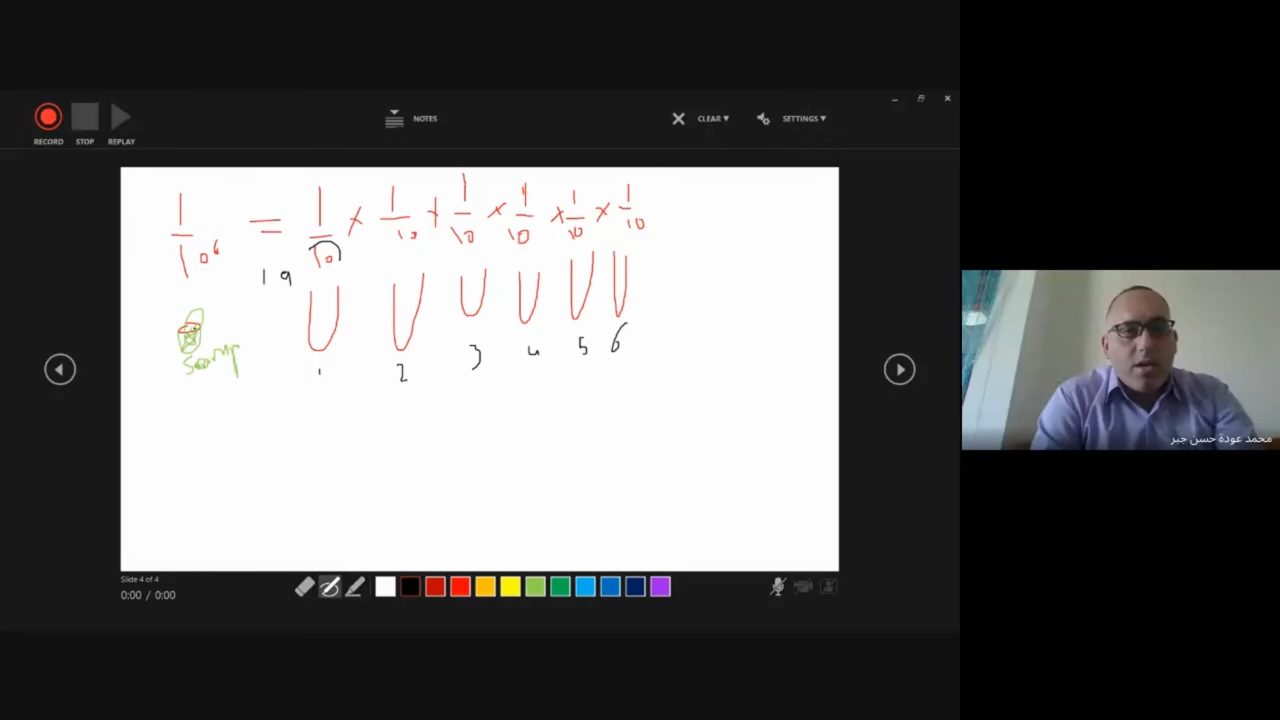 NOTES
CLEAR
SETTINGS
RECORD STOP REPLAY
1/10⁶ = 1/10 × 1/10 × 1/10 × 1/10 × 1/10 × 1/10
1 9
1 2 3 4 5 6
محمد عودة حسن جبر
Slide 4 of 4
0:00 / 0:00